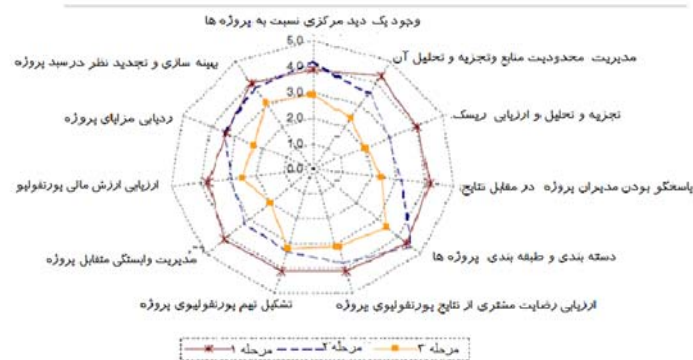 وجود یک دید مرکزی نسبت به پروژه ها
مدیریت محدودیت منابع وتجزیه و تحلیل آن
تجزیه و تحلیل و ارزیابی ریسک
پاسخگو بودن مدیران پروژه در مقابل نتایج
دسته بندی و طبقه بندی پروژه ها
ارزیابی رضایت مشتری از نتایج پورتفولیوی پروژه
تشکیل تیم پورتفولیوی پروژه
مدیریت وابستگی متقابل پروژه
ارزیابی ارزش مالی پورتفولیو
ردیابی مزایای پروژه
بهینه سازی و تجدید نظر درسبد پروژه
5,0
4,0
3,0
2,0
1,0
0,0
مرحله ۱ مرحله ۲ مرحله ۳